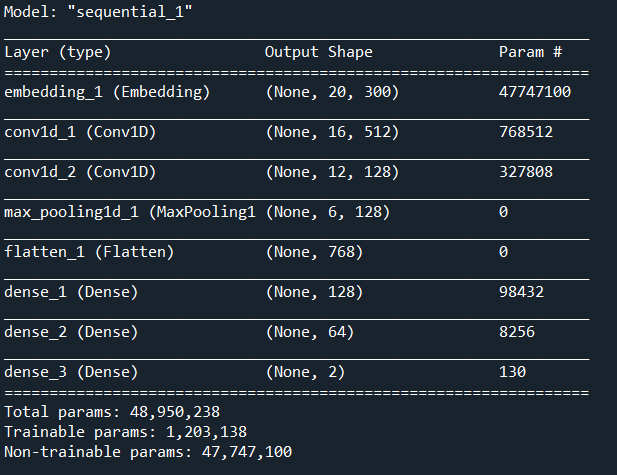 Model: "sequential_1"
Layer (type) Output Shape Param #
embedding_1 (Embedding) (None, 20, 300) 47747100
conv1d_1 (Conv1D) (None, 16, 512) 768512
conv1d_2 (Conv1D) (None, 12, 128) 327808
max_pooling1d_1 (MaxPooling1 (None, 6, 128) 0
flatten_1 (Flatten) (None, 768) 0
dense_1 (Dense) (None, 128) 98432
dense_2 (Dense) (None, 64) 8256
dense_3 (Dense) (None, 2) 130
Total params: 48,950,238
Trainable params: 1,203,138
Non-trainable params: 47,747,100